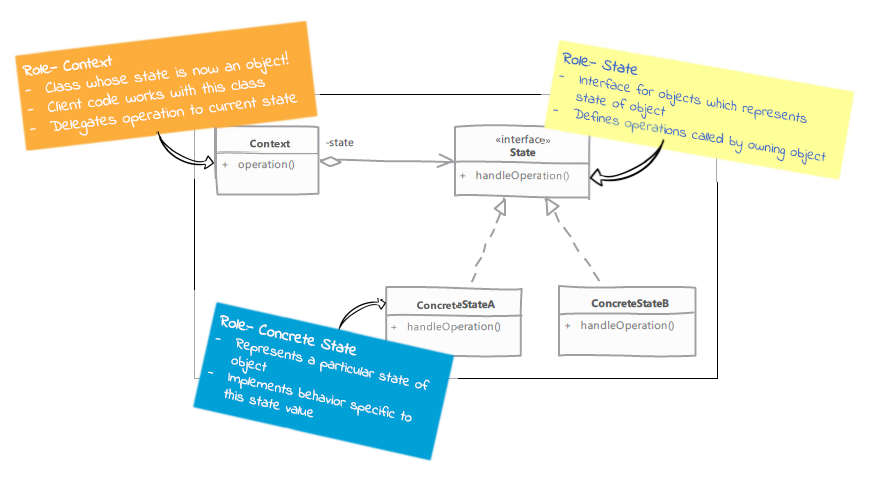 Role:- Context
- Class whose state is now an object!
- Client code works with this class
- Delegates operation to current state
Role:- State
- Interface for objects which represents
state of object
- Defines operations called by owning object
Context
+ operation()
-state
«interface»
State
+ handleOperation()
ConcreteStateA
+ handleOperation()
ConcreteStateB
+ handleOperation()
Role:- Concrete State
- Represents a particular state of
object
- Implements behavior specific to
this state value